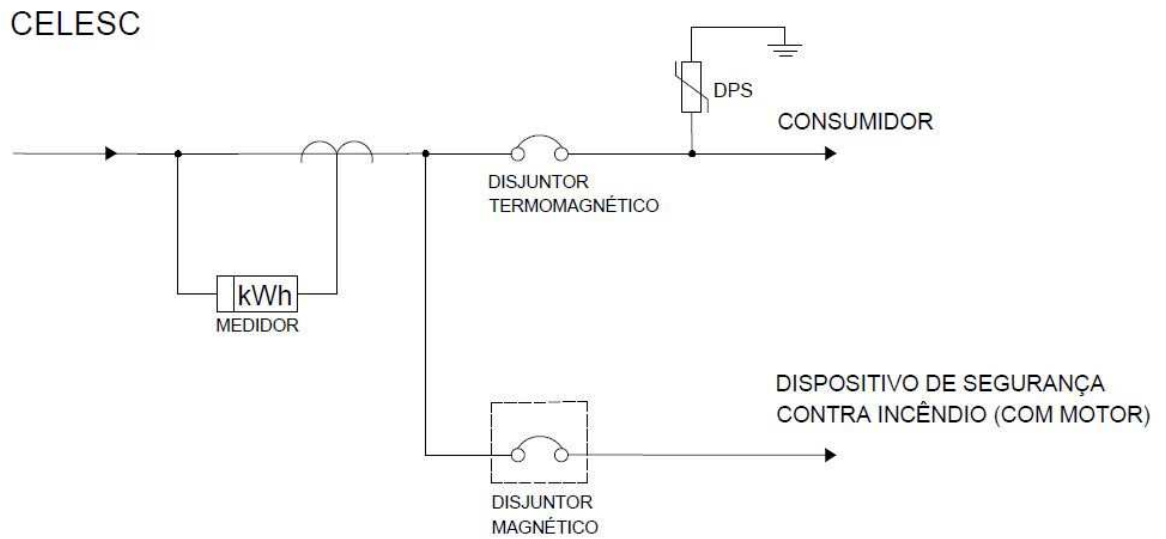 CELESC
DPS
CONSUMIDOR
DISJUNTOR
TERMOMAGNÉTICO
kWh
MEDIDOR
DISPOSITIVO DE SEGURANÇA
CONTRA INCÊNDIO (COM MOTOR)
DISJUNTOR
MAGNÉTICO